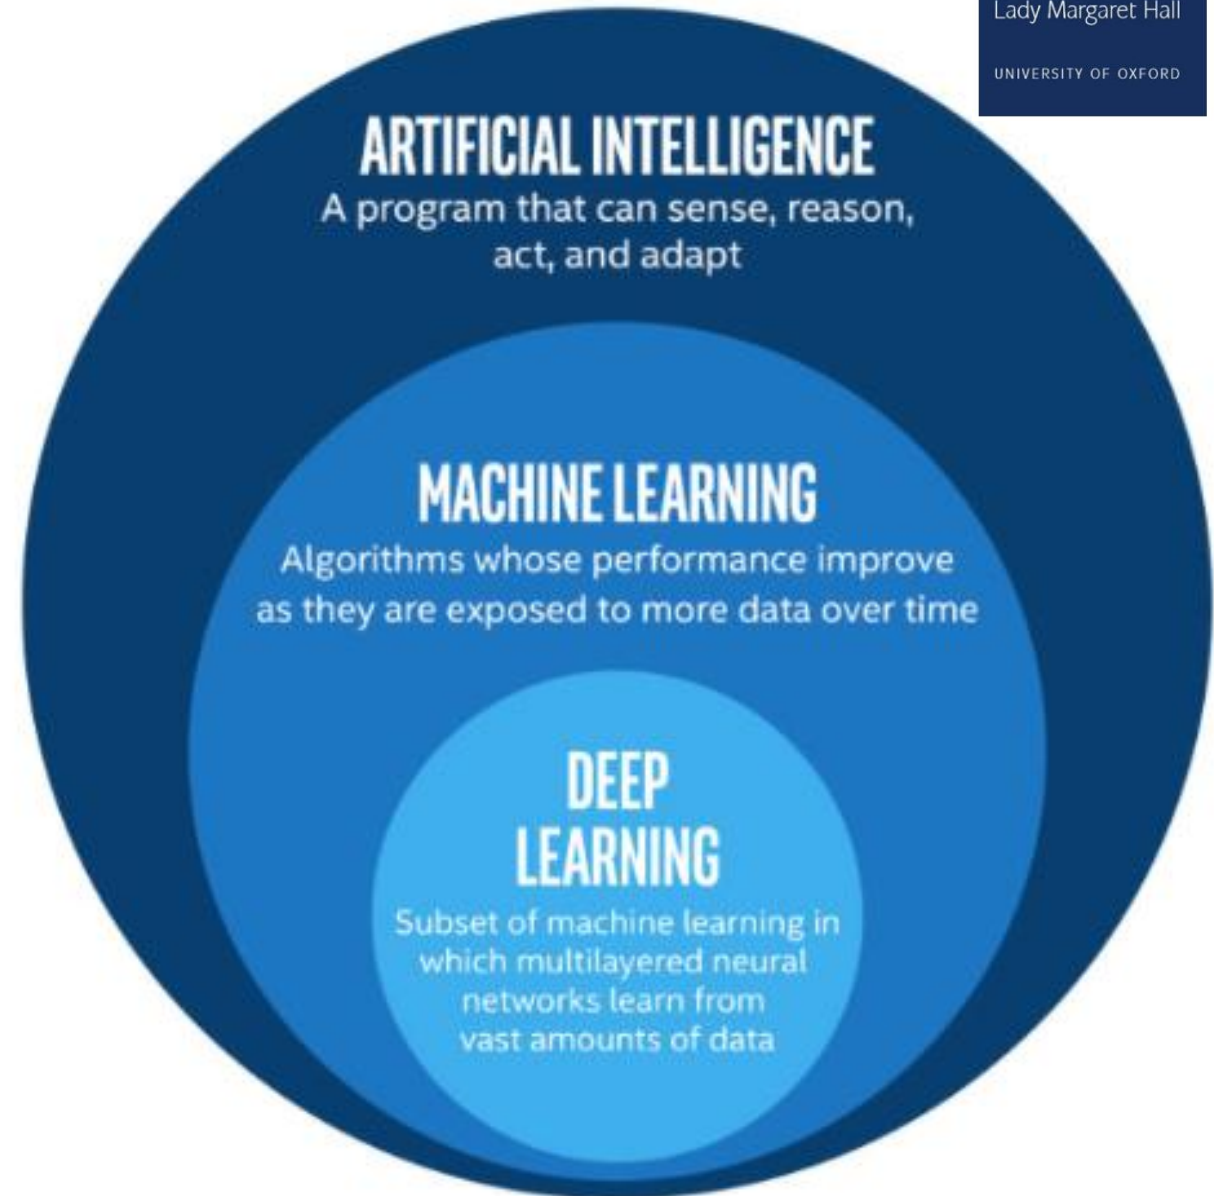 Lady Margaret Hall
UNIVERSITY OF OXFORD
ARTIFICIAL INTELLIGENCE
A program that can sense, reason,
act, and adapt
MACHINE LEARNING
Algorithms whose performance improve
as they are exposed to more data over time
DEEP
LEARNING
Subset of machine learning in
which multilayered neural
networks learn from
vast amounts of data